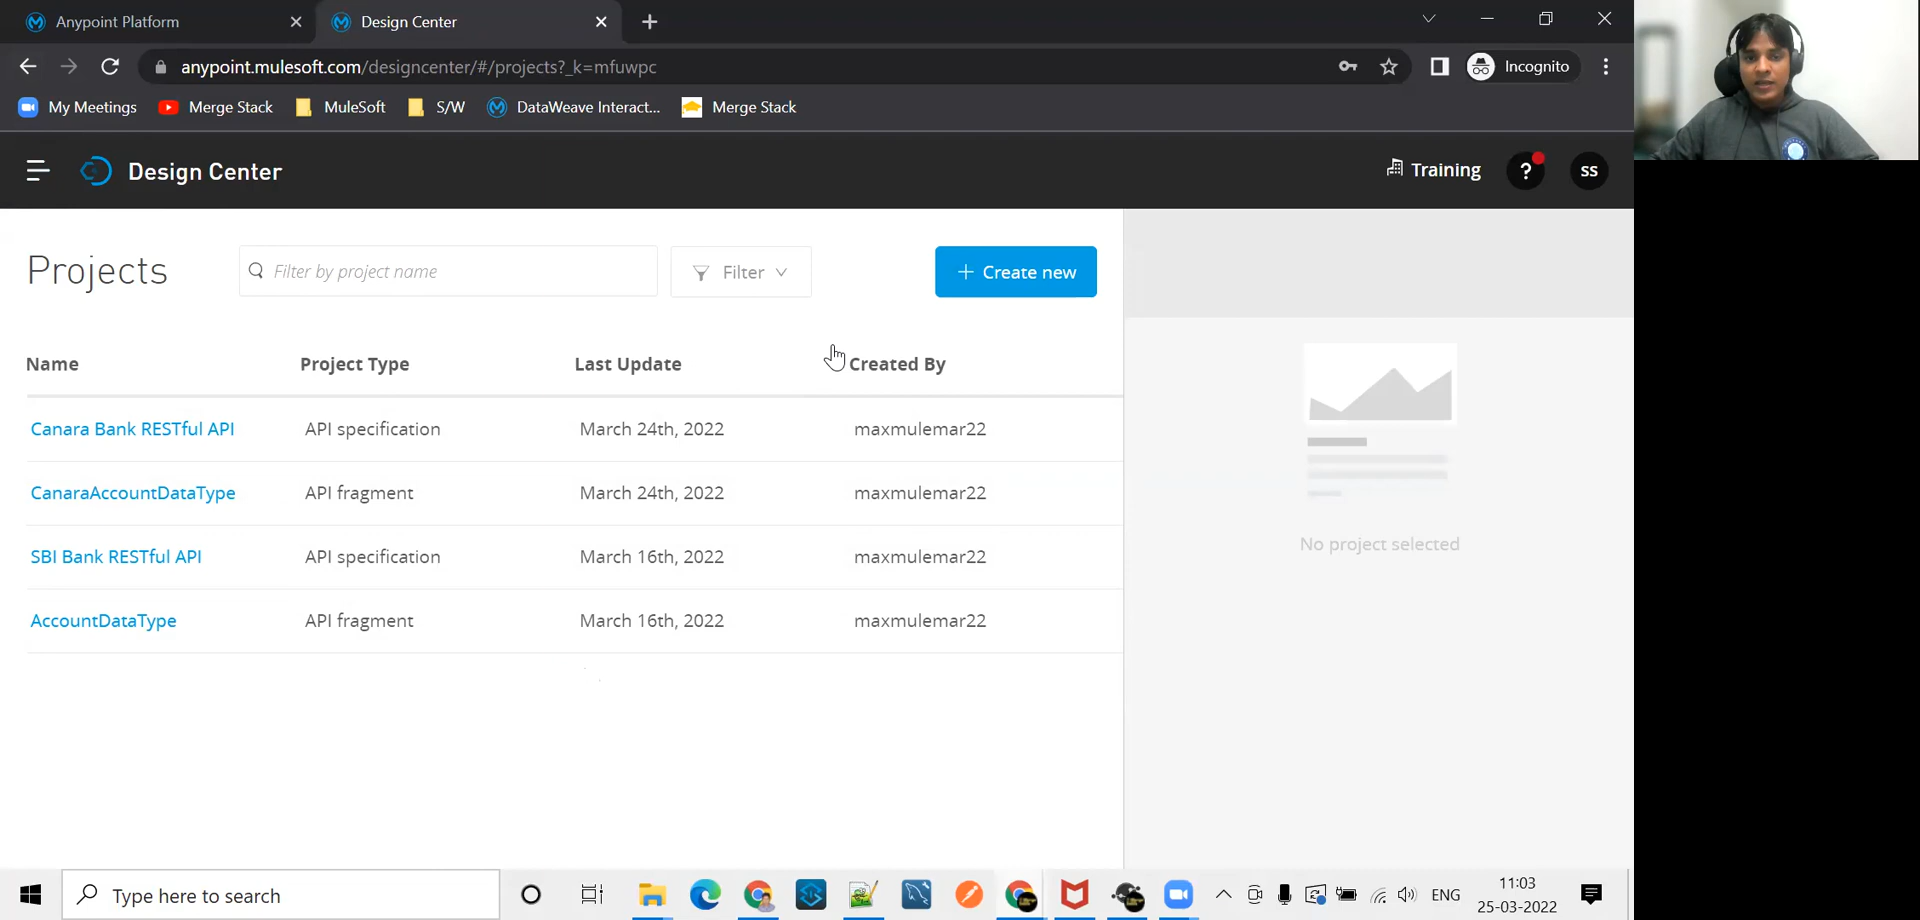 Anypoint Platform
Design Center
anypoint.mulesoft.com/designcenter/#/projects?_k=mfuwpc
Incognito
My Meetings
Merge Stack
MuleSoft
S/W
DataWeave Interact...
Merge Stack
Design Center
Training
?
SS
Projects
Filter by project name
Filter
+ Create new
Name Project Type Last Update Created By
Canara Bank RESTful API API specification March 24th, 2022 maxmulemar22
CanaraAccountDataType API fragment March 24th, 2022 maxmulemar22
SBI Bank RESTful API API specification March 16th, 2022 maxmulemar22
AccountDataType API fragment March 16th, 2022 maxmulemar22
No project selected
Type here to search
ENG
11:03
25-03-2022